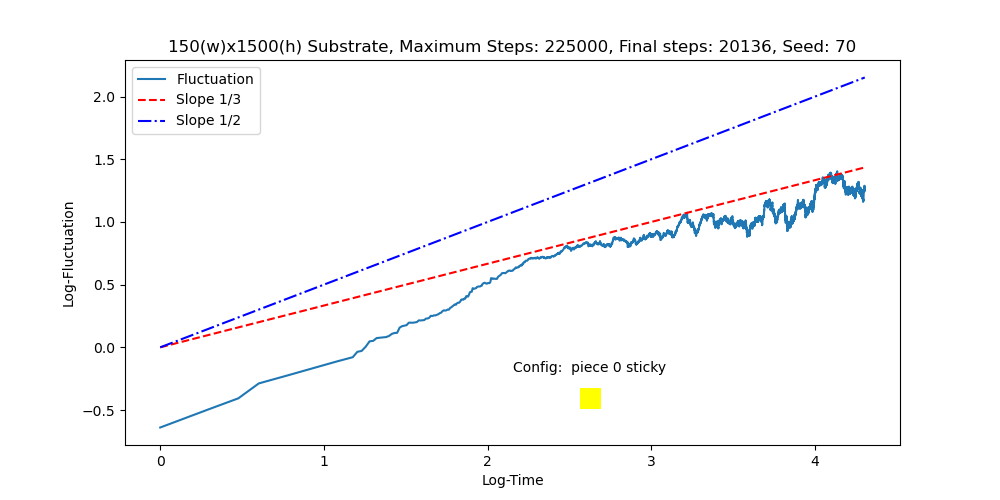 150(w)x1500(h) Substrate, Maximum Steps: 225000, Final steps: 20136, Seed: 70
Fluctuation
Slope 1/3
Slope 1/2
2.0
1.5
1.0
0.5
0.0
−0.5
Log-Fluctuation
Config:  piece 0 sticky
0
1
2
3
4
Log-Time